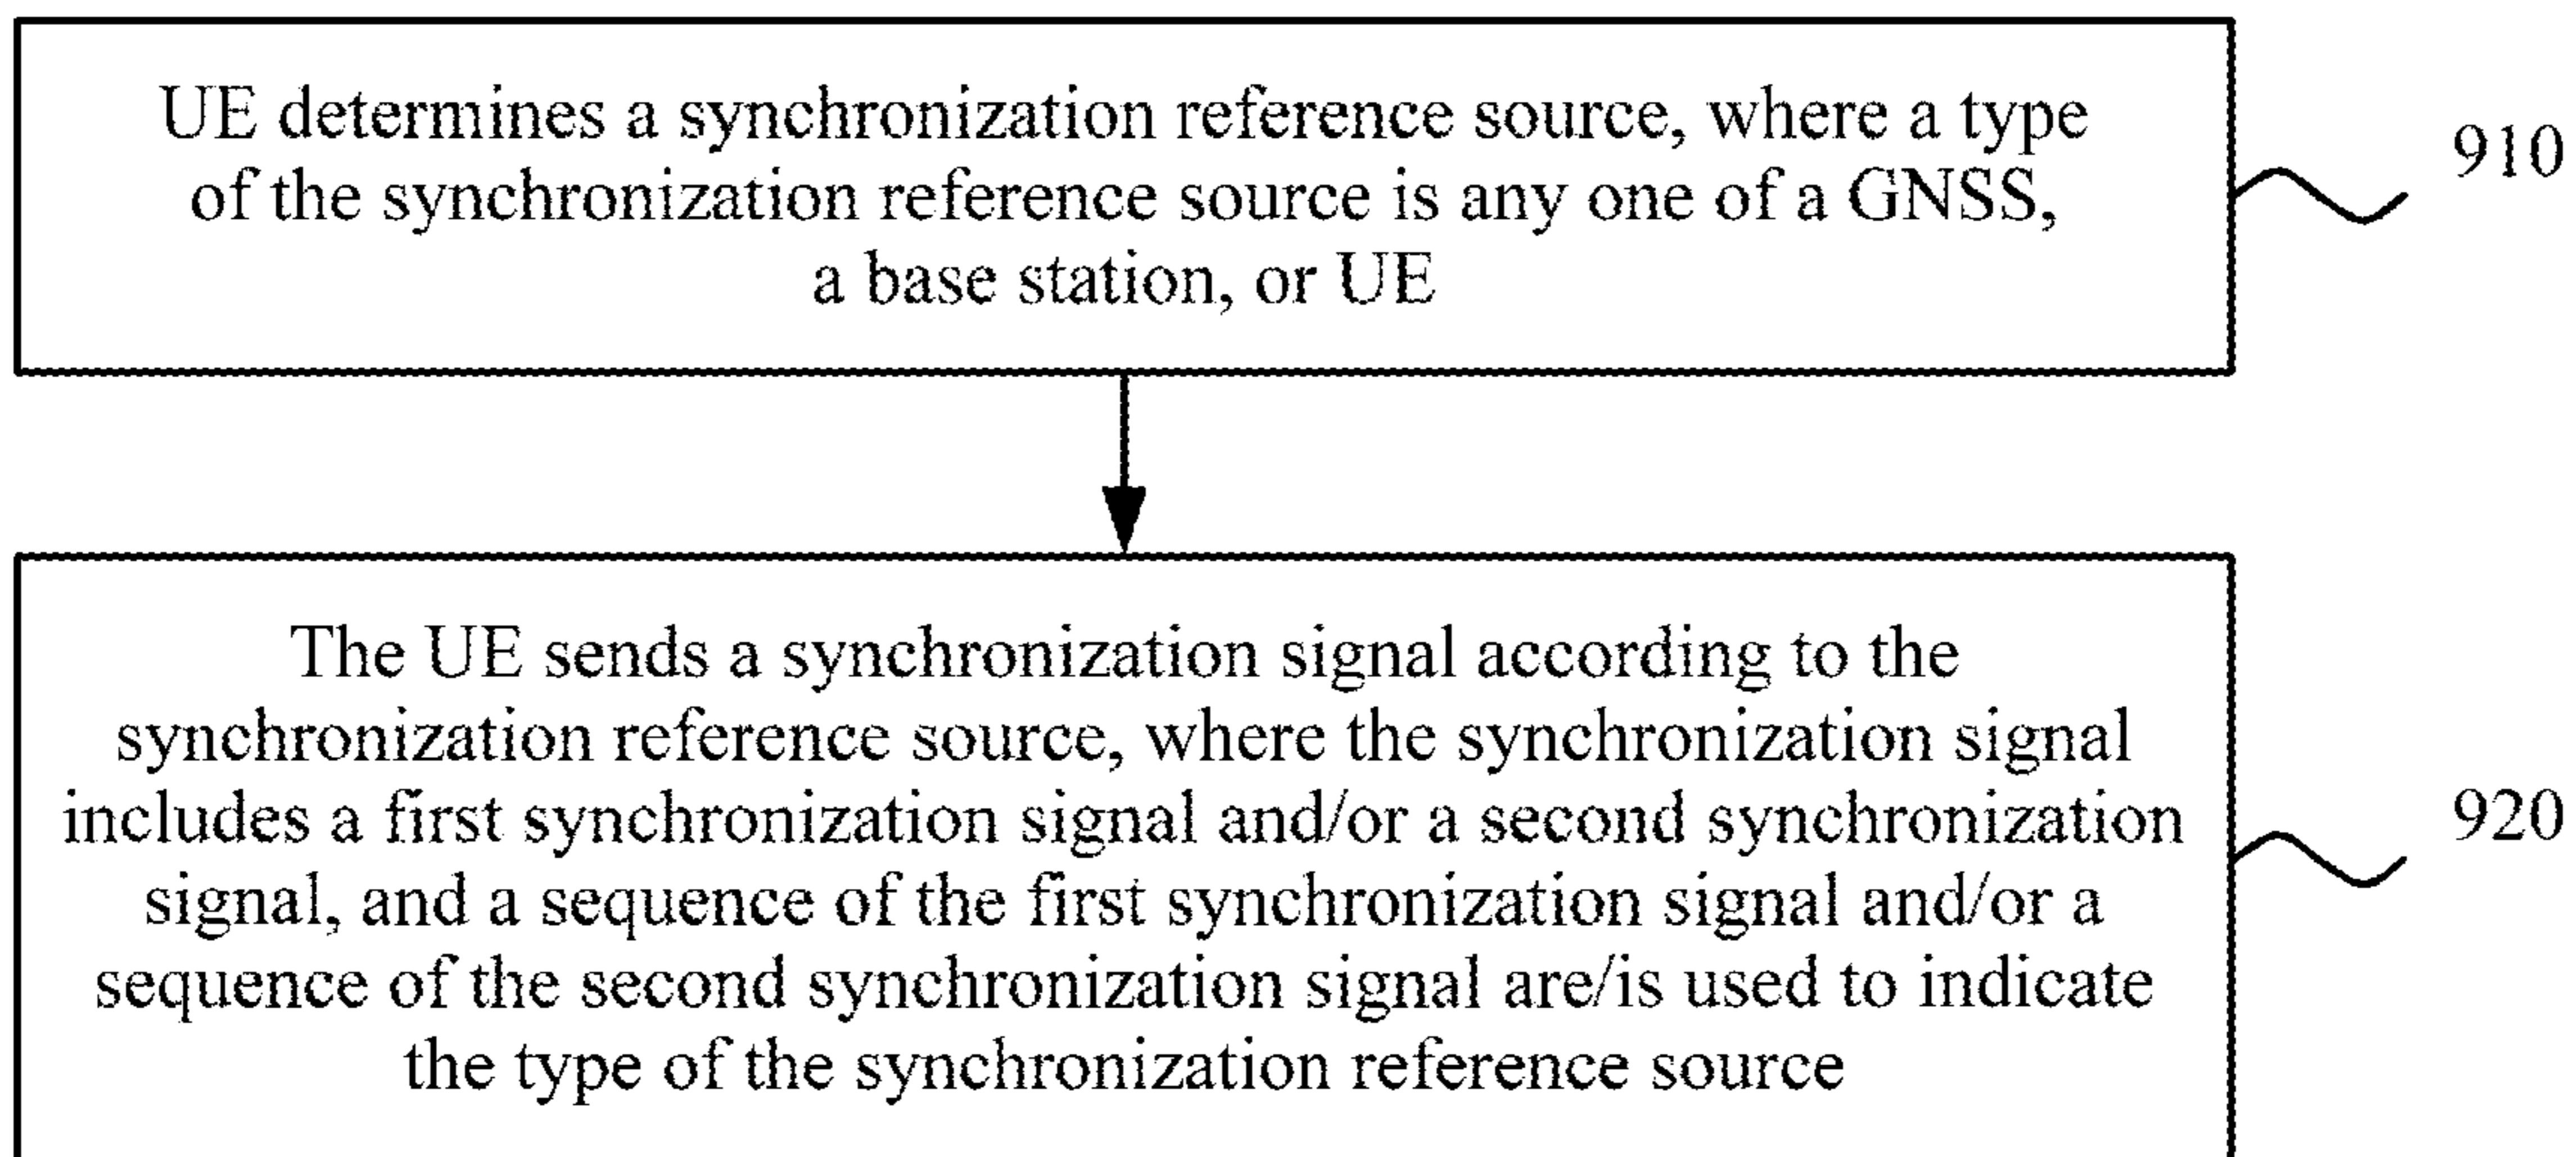 UE determines a synchronization reference source, where a type
of the synchronization reference source is any one of a GNSS,
a base station, or UE
910
The UE sends a synchronization signal according to the
synchronization reference source, where the synchronization signal
includes a first synchronization signal and/or a second synchronization
signal, and a sequence of the first synchronization signal and/or a
sequence of the second synchronization signal are/is used to indicate
the type of the synchronization reference source
920